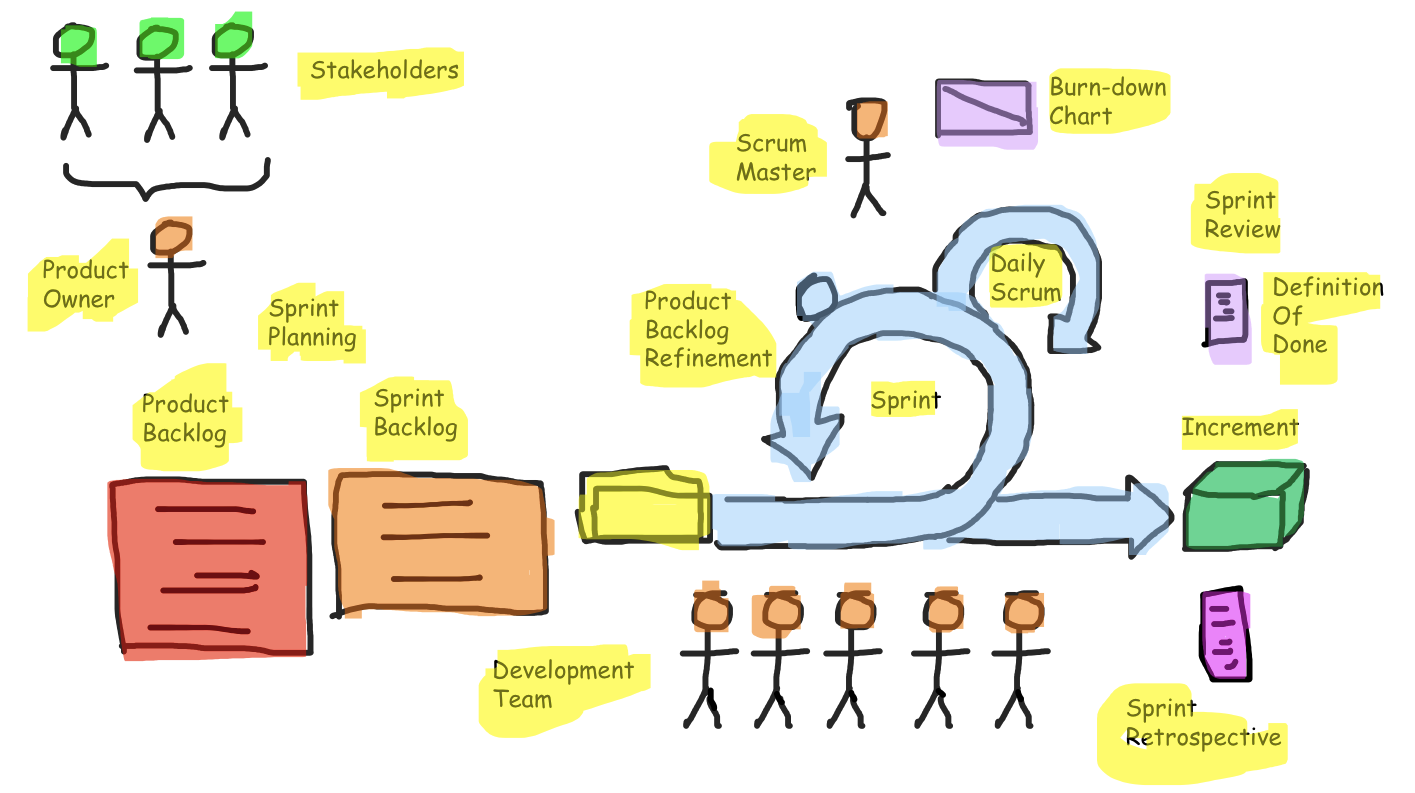 Stakeholders
Burn-down
Chart
Scrum
Master
Sprint
Review
Product
Owner
Daily
Scrum
Definition
Of
Done
Sprint
Planning
Product
Backlog
Refinement
Sprint
Product
Backlog
Sprint
Backlog
Increment
Development
Team
Sprint
Retrospective